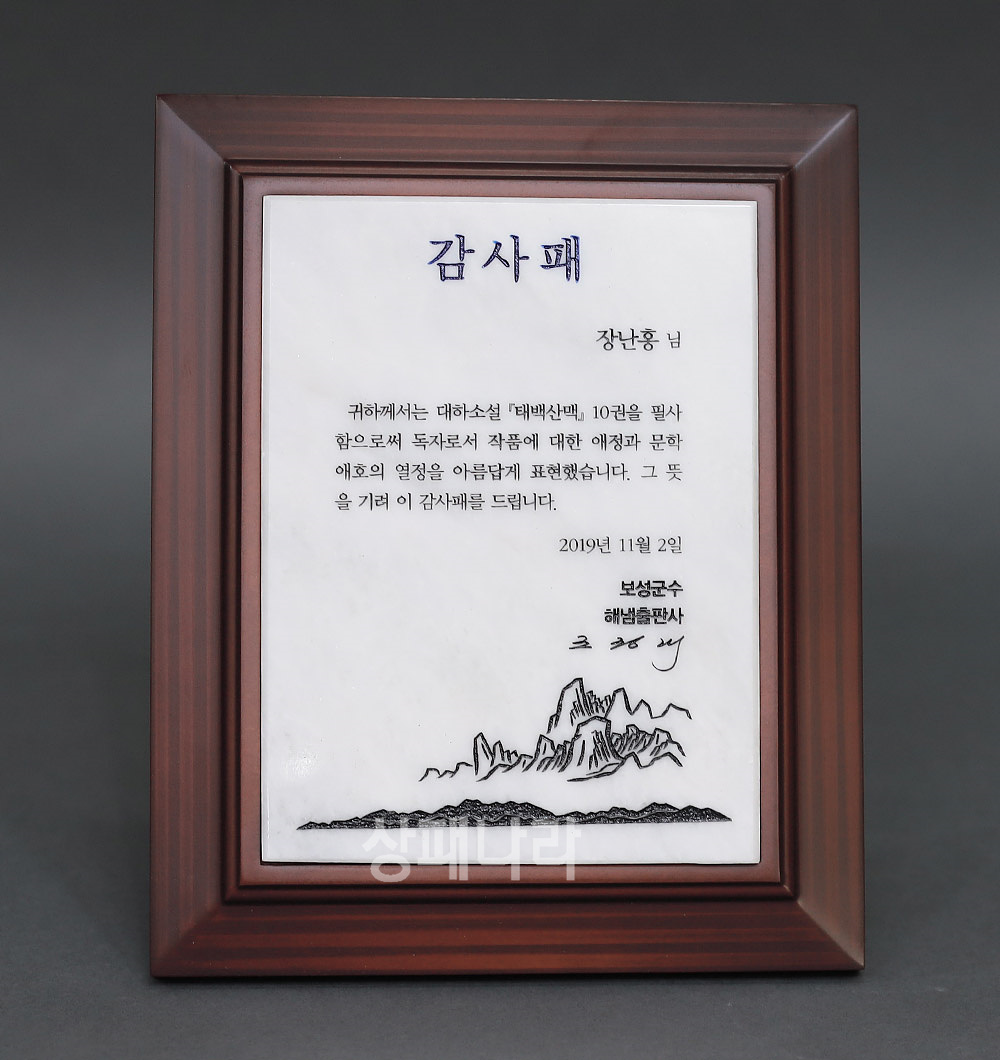 감사패
장난홍 님
귀하께서는 대하소설 『태백산맥』 10권을 필사
함으로써 독자로서 작품에 대한 애정과 문학
애호의 열정을 아름답게 표현했습니다. 그 뜻
을 기려 이 감사패를 드립니다.
2019년 11월 2일
보성군수
해냄출판사
조정래
상패나라